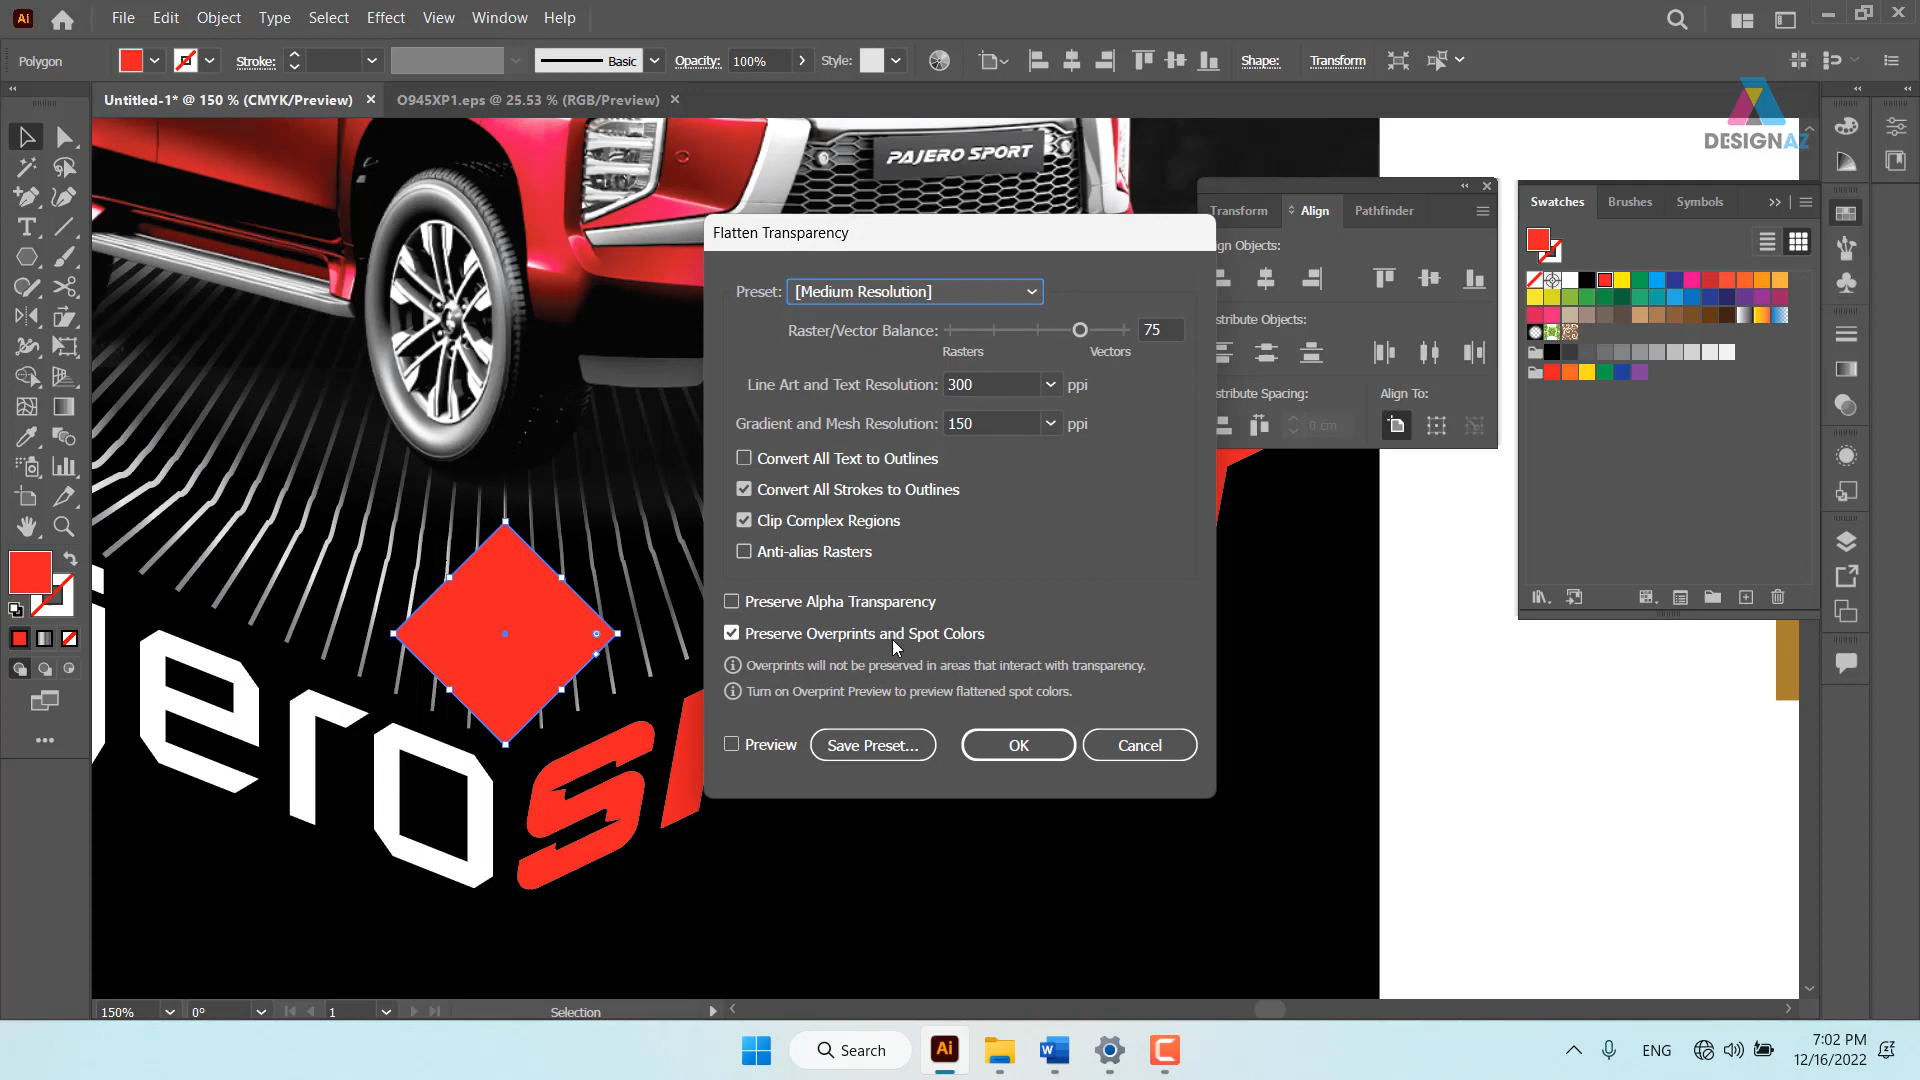 Ai File Edit Object Type Select Effect View Window Help
Polygon Stroke: Basic Opacity: 100% Style: Shape: Transform
Untitled-1* @ 150 % (CMYK/Preview) × O945XP1.eps @ 25.53 % (RGB/Preview) ×
DESIGNAZ
PAJERO SPORT
Flatten Transparency
Preset: [Medium Resolution]
Raster/Vector Balance: 75
Rasters Vectors
Line Art and Text Resolution: 300 ppi
Gradient and Mesh Resolution: 150 ppi
Convert All Text to Outlines
Convert All Strokes to Outlines
Clip Complex Regions
Anti-alias Rasters
Preserve Alpha Transparency
Preserve Overprints and Spot Colors
Overprints will not be preserved in areas that interact with transparency.
Turn on Overprint Preview to preview flattened spot colors.
Preview Save Preset... OK Cancel
Transform Align Pathfinder
ign Objects:
stribute Objects:
stribute Spacing: Align To:
0 cm
Swatches Brushes Symbols
eros
150% 0° 1 Selection
Search
ENG
7:02 PM
12/16/2022